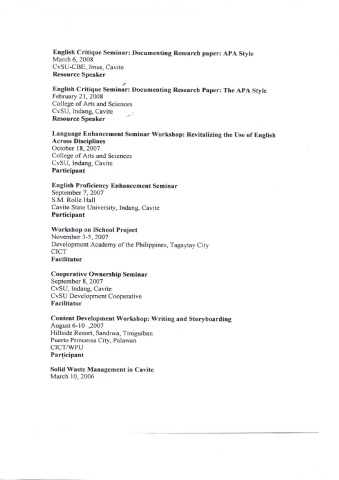 English Critique Seminar: Documenting Research paper: APA Style
March 6, 2008
CvSU-CBE, Imus, Cavite
Resource Speaker
English Critique Seminar: Documenting Research Paper: The APA Style
February 21, 2008
College of Arts and Sciences
CvSU, Indang, Cavite
Resource Speaker
Language Enhancement Seminar Workshop: Revitalizing the Use of English
Across Disciplines
October 18, 2007
College of Arts and Sciences
CvSU, Indang, Cavite
Participant
English Proficiency Enhancement Seminar
September 7, 2007
S.M. Rolle Hall
Cavite State University, Indang, Cavite
Participant
Workshop on iSchool Project
November 3-5, 2007
Development Academy of the Philippines, Tagaytay City
CICT
Facilitator
Cooperative Ownership Seminar
September 8, 2007
CvSU, Indang, Cavite
CvSU Development Cooperative
Facilitator
Content Development Workshop: Writing and Storyboarding
August 6-10 ,2007
Hillside Resort, Sandiwa, Tiniguiban
Puerto Princessa City, Palawan
CICT/WPU
Participant
Solid Waste Management in Cavite
March 10, 2006